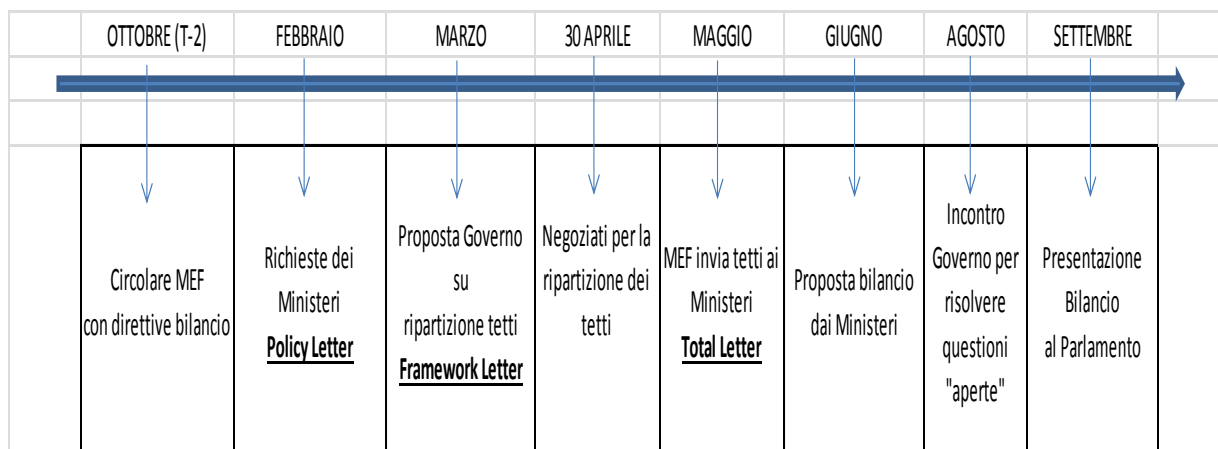 OTTOBRE (T-2)
FEBBRAIO
MARZO
30 APRILE
MAGGIO
GIUGNO
AGOSTO
SETTEMBRE
Circolare MEF
con direttive bilancio
Richieste dei
Ministeri
Policy Letter
Proposta Governo
su
ripartizione tetti
Framework Letter
Negoziati per la
ripartizione dei
tetti
MEF invia tetti ai
Ministeri
Total Letter
Proposta bilancio
dai Ministeri
Incontro
Governo per
risolvere
questioni
"aperte"
Presentazione
Bilancio
al Parlamento